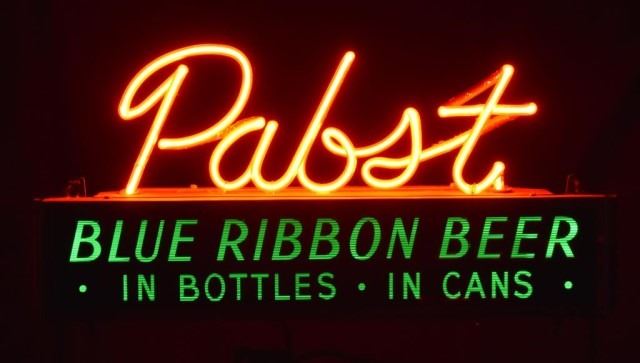 Pabst
BLUE RIBBON BEER
• IN BOTTLES • IN CANS •